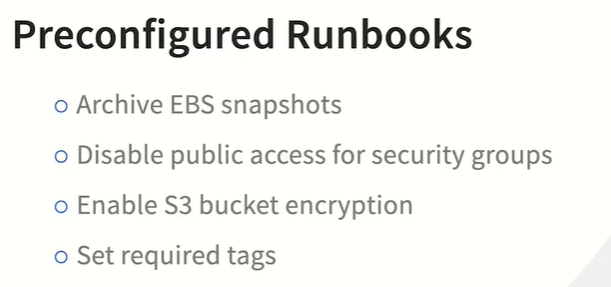 Preconfigured Runbooks
Archive EBS snapshots
Disable public access for security groups
Enable S3 bucket encryption
Set required tags